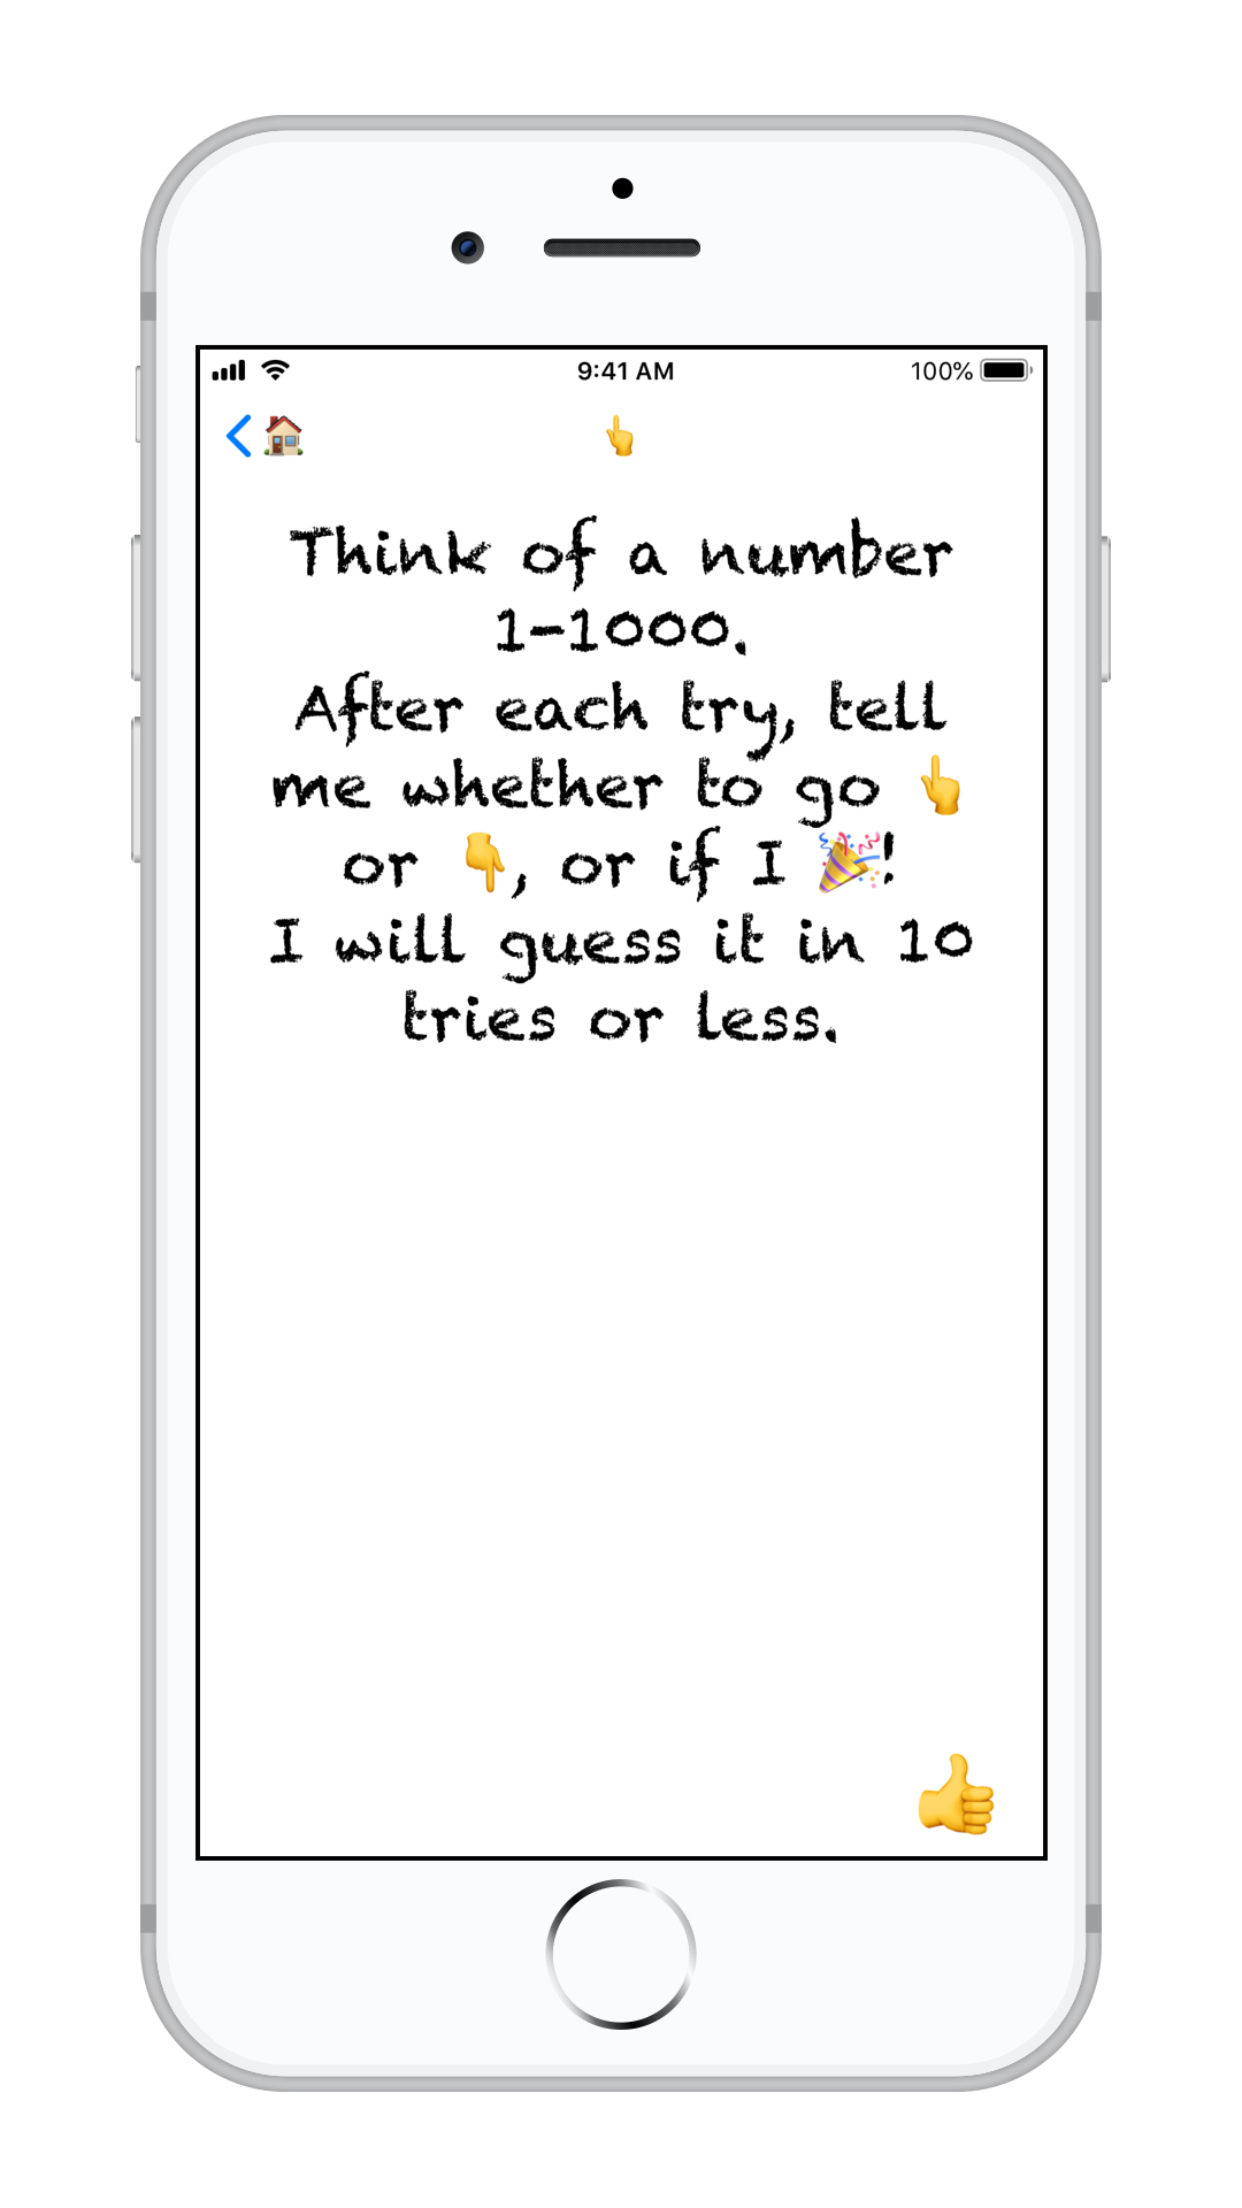 9:41 AM
100%
Think of a number
1-1000.
After each try, tell
me whether to go 👆
or 👇, or if I 🎉!
I will guess it in 10
tries or less.